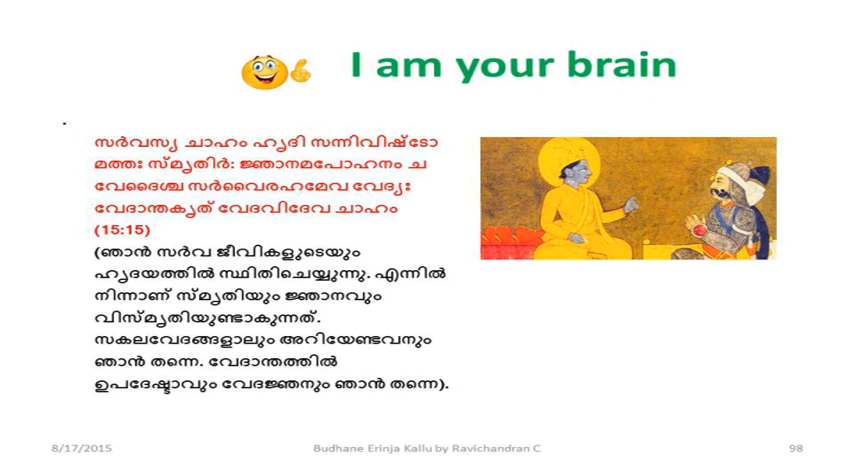 I am your brain
.
സർവസ്യ ചാഹം ഹൃദി സന്നിവിഷ്ടോ
മത്തഃ സ്മൃതിർ: ജ്ഞാനമപോഹനം ച
വേദൈശ്ച സർവൈരഹമേവ വേദ്യഃ
വേദാന്തകൃത് വേദവിദേവ ചാഹം
(15:15)
(ഞാൻ സർവ ജീവികളുടെയും
ഹൃദയത്തിൽ സ്ഥിതിചെയ്യുന്നു. എന്നിൽ
നിന്നാണ് സ്മൃതിയും ജ്ഞാനവും
വിസ്മൃതിയുണ്ടാകുന്നത്.
സകലവേദങ്ങളാലും അറിയേണ്ടവനും
ഞാൻ തന്നെ. വേദാന്തത്തിൽ
ഉപദേഷ്ടാവും വേദജ്ഞനും ഞാൻ തന്നെ).
8/17/2015
Budhane Erinja Kallu by Ravichandran C
98